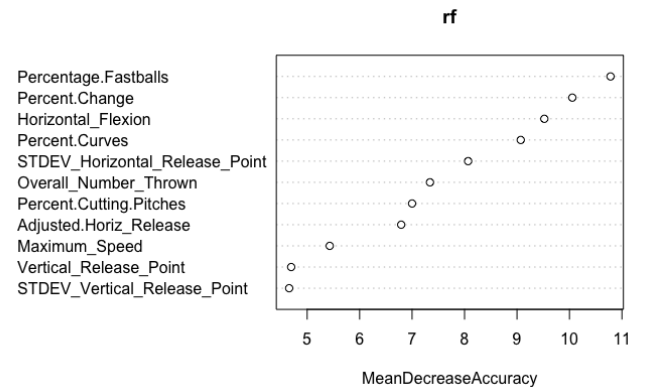 rf
Percentage.Fastballs
Percent.Change
Horizontal_Flexion
Percent.Curves
STDEV_Horizontal_Release_Point
Overall_Number_Thrown
Percent.Cutting.Pitches
Adjusted.Horiz_Release
Maximum_Speed
Vertical_Release_Point
STDEV_Vertical_Release_Point
5 6 7 8 9 10 11
MeanDecreaseAccuracy